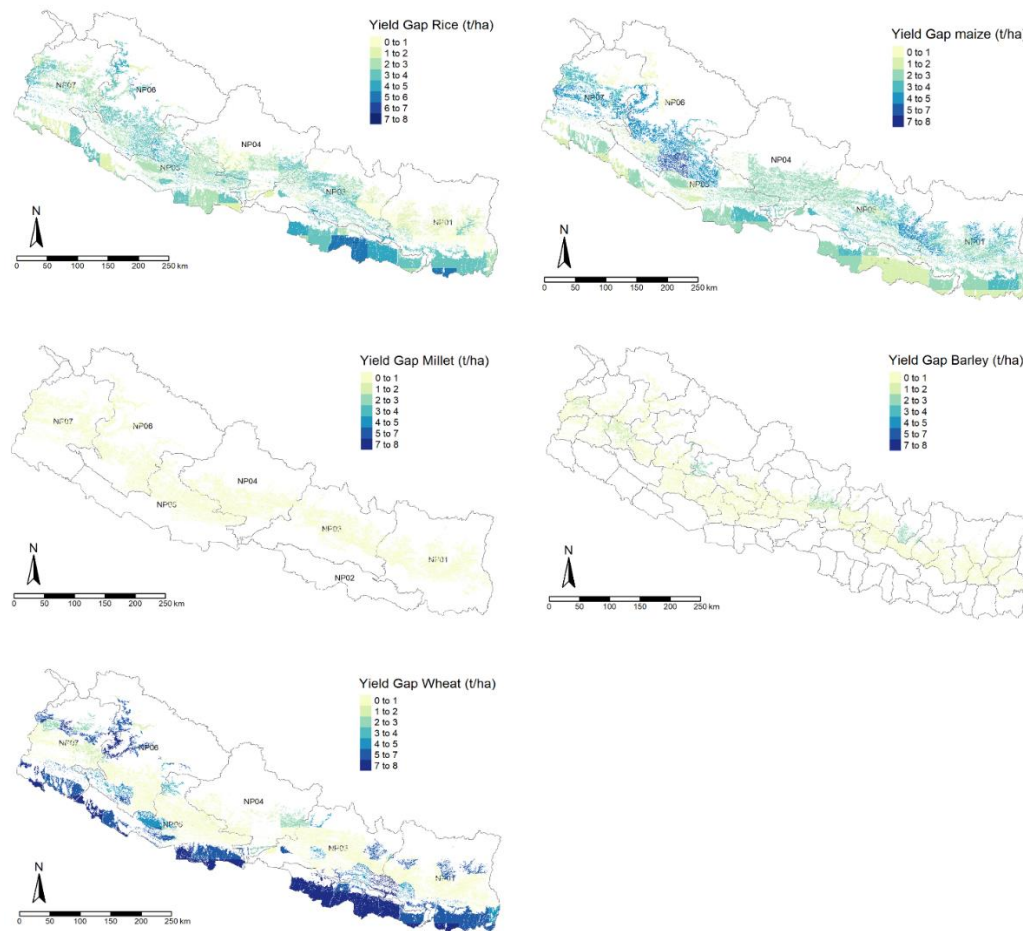 Yield Gap Rice (t/ha)
0 to 1
1 to 2
2 to 3
3 to 4
4 to 5
5 to 6
6 to 7
7 to 8
NP07
NP06
NP04
NP05
NP03
NP01
N
0 50 100 150 200 250 km
Yield Gap maize (t/ha)
0 to 1
1 to 2
2 to 3
3 to 4
4 to 5
5 to 7
7 to 8
NP07
NP06
NP04
NP05
NP03
NP01
N
0 50 100 150 200 250 km
Yield Gap Millet (t/ha)
0 to 1
1 to 2
2 to 3
3 to 4
4 to 5
5 to 7
7 to 8
NP07
NP06
NP04
NP05
NP03
NP01
NP02
N
0 50 100 150 200 250 km
Yield Gap Barley (t/ha)
0 to 1
1 to 2
2 to 3
3 to 4
4 to 5
5 to 7
7 to 8
N
0 50 100 150 200 250 km
Yield Gap Wheat (t/ha)
0 to 1
1 to 2
2 to 3
3 to 4
4 to 5
5 to 7
7 to 8
NP07
NP06
NP04
NP05
NP03
NP01
N
0 50 100 150 200 250 km